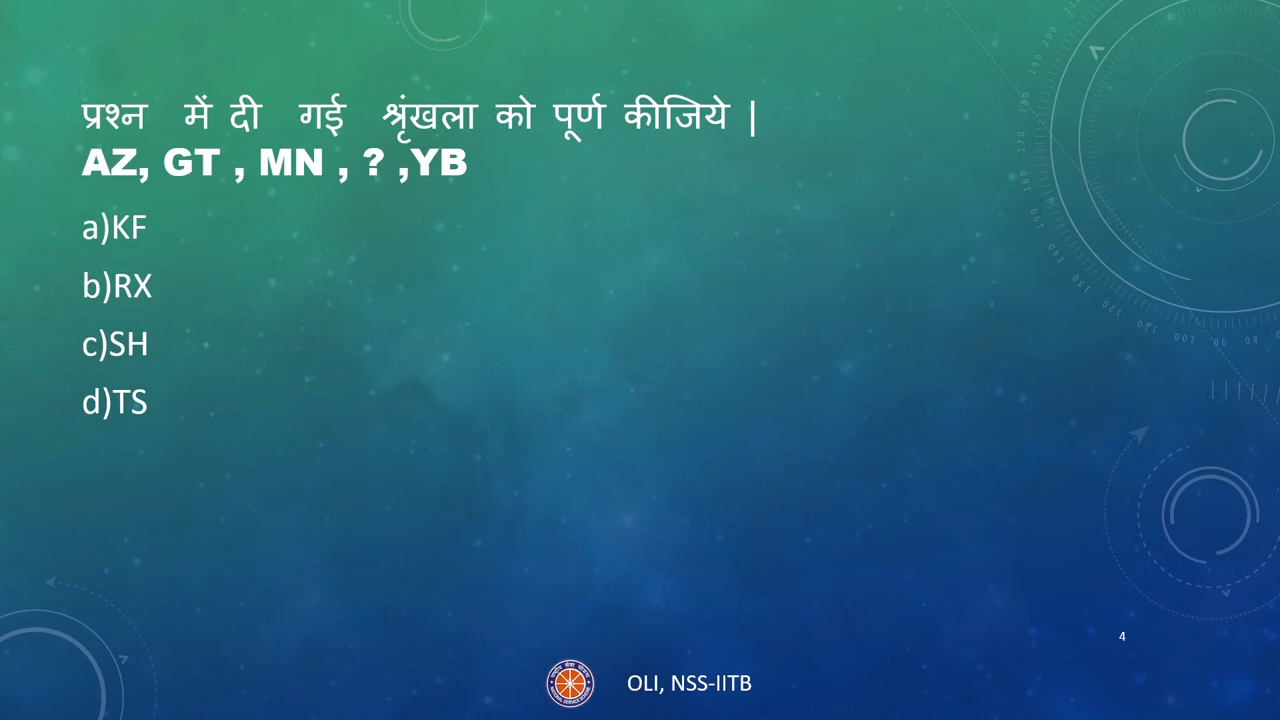 प्रश्न में दी गई श्रृंखला को पूर्ण कीजिये |
AZ, GT , MN , ? ,YB
a)KF
b)RX
c)SH
d)TS
4
OLI, NSS-IITB